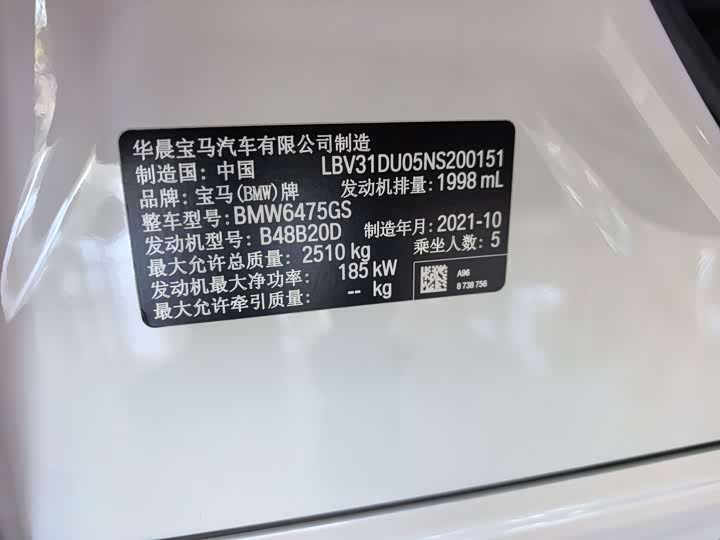 华晨宝马汽车有限公司制造
制造国：中国 LBV31DU05NS200151
品牌：宝马(BMW)牌 发动机排量：1998 mL
整车型号：BMW6475GS
发动机型号：B48B20D 制造年月：2021-10
最大允许总质量：2510 kg 乘坐人数：5
发动机最大净功率：185 kW
最大允许牵引质量：-- kg
A96
8 738 756